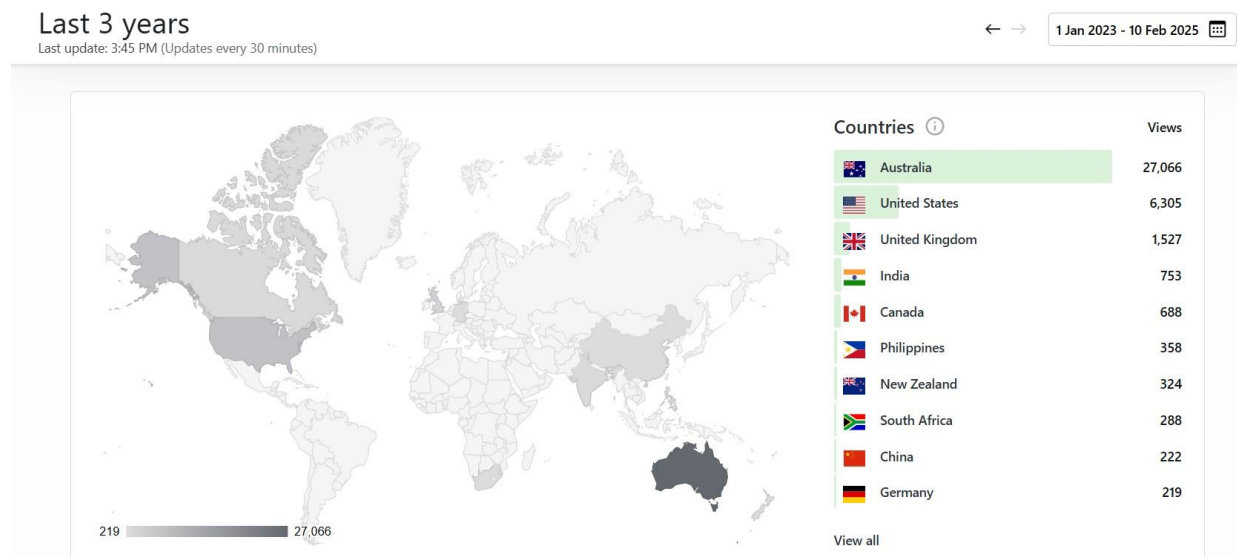 Last 3 years
Last update: 3:45 PM (Updates every 30 minutes)
← →
1 Jan 2023 - 10 Feb 2025
Countries
Views
Australia 27,066
United States 6,305
United Kingdom 1,527
India 753
Canada 688
Philippines 358
New Zealand 324
South Africa 288
China 222
Germany 219
219 27,066
View all